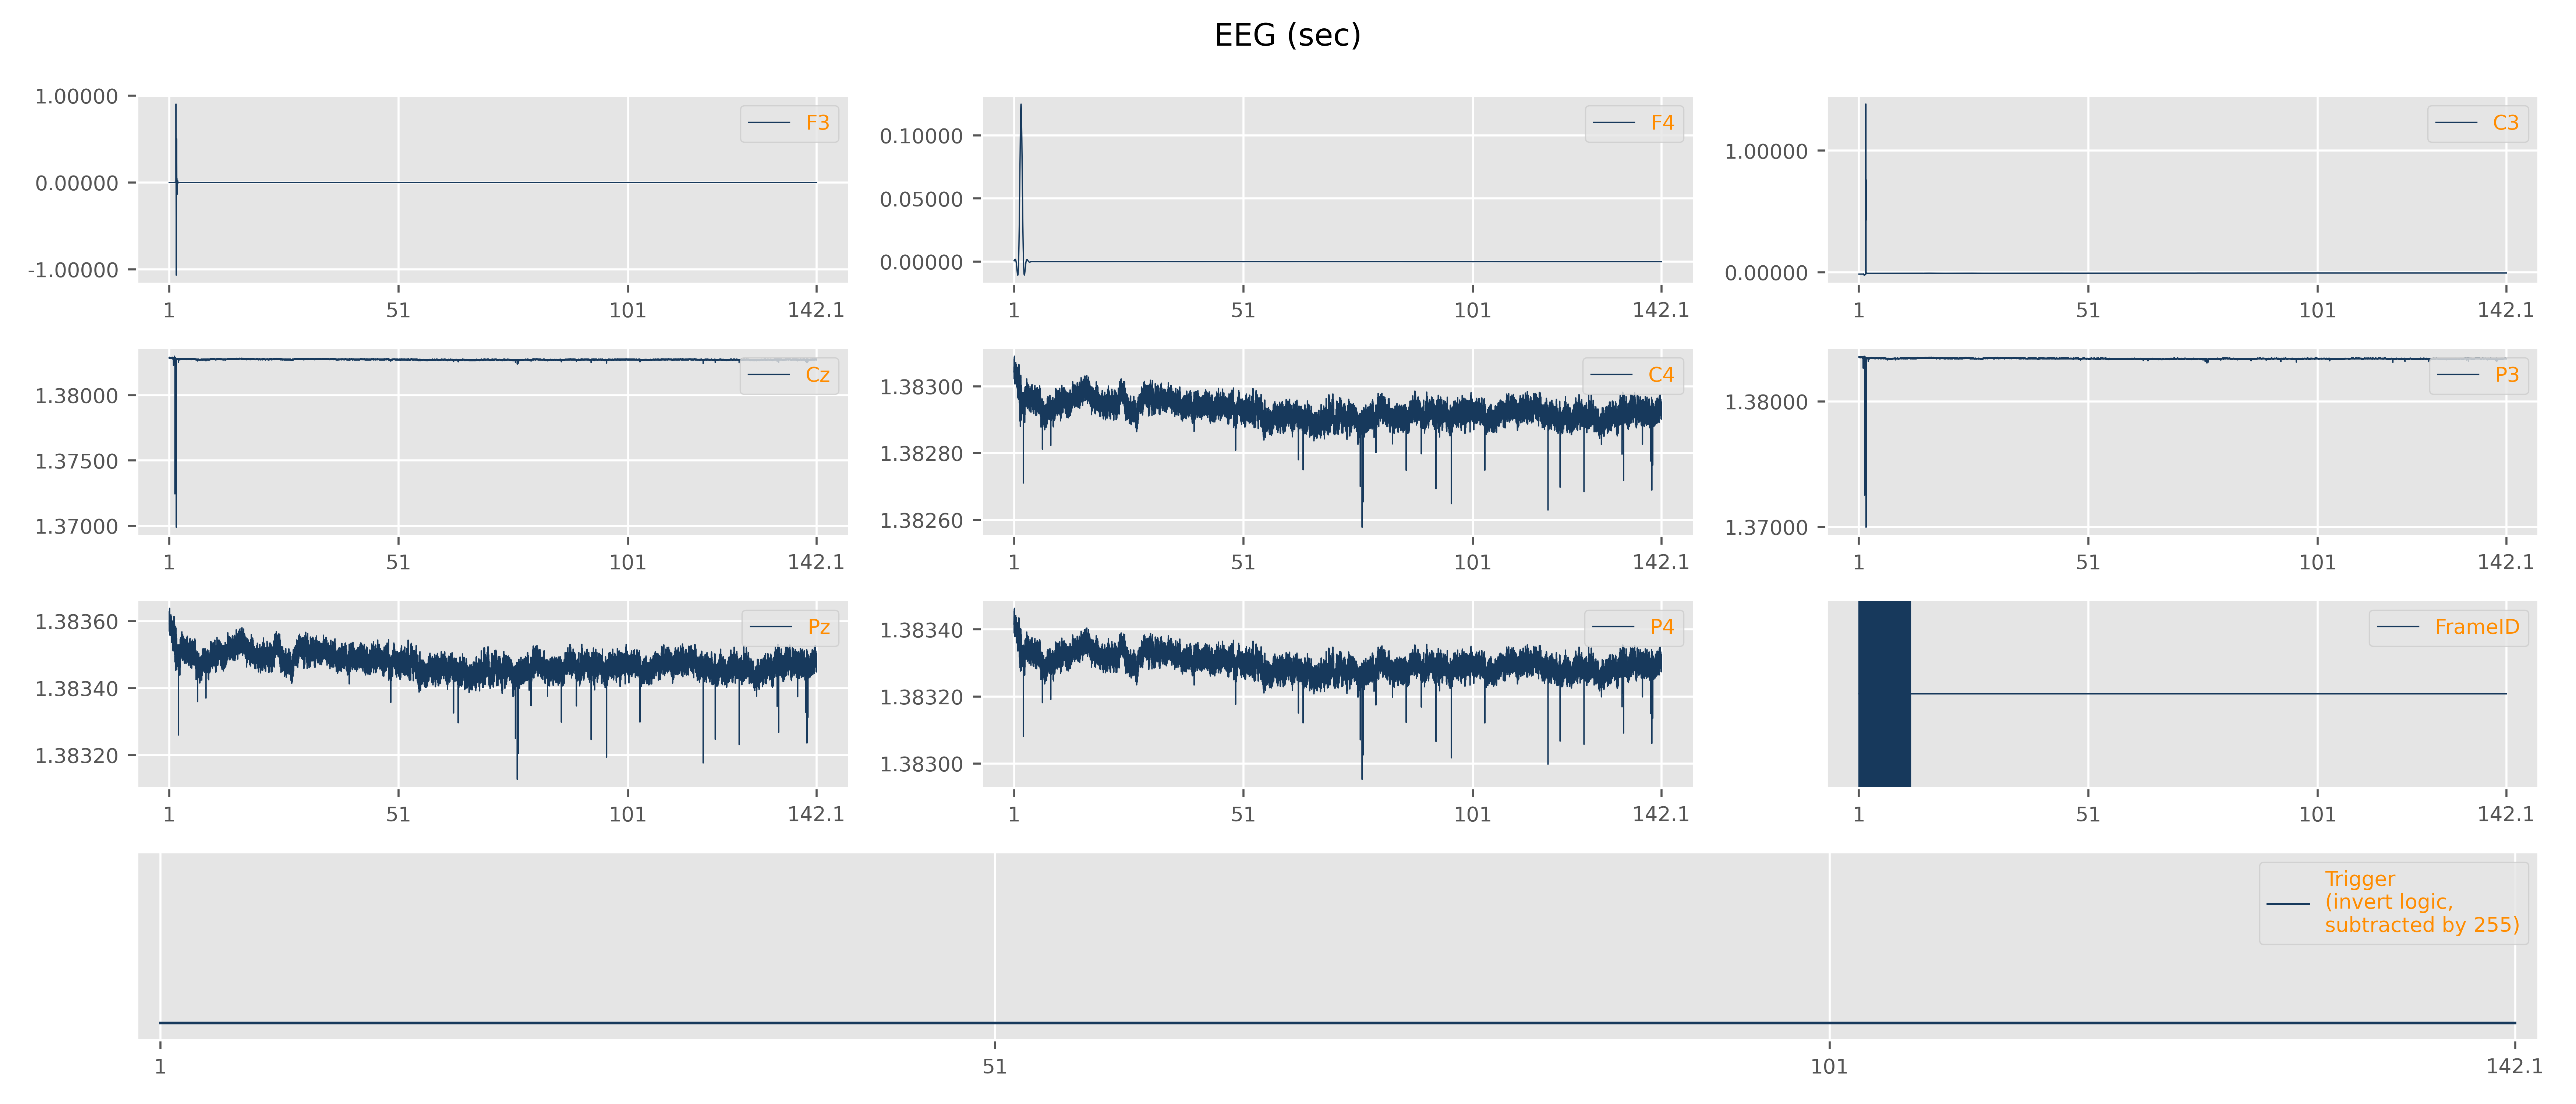 EEG (sec)
1.00000
0.00000
-1.00000
F3
1 51 101 142.1
0.10000
0.05000
0.00000
F4
1 51 101 142.1
1.00000
0.00000
C3
1 51 101 142.1
1.38000
1.37500
1.37000
Cz
1 51 101 142.1
1.38300
1.38280
1.38260
C4
1 51 101 142.1
1.38000
1.37000
P3
1 51 101 142.1
1.38360
1.38340
1.38320
Pz
1 51 101 142.1
1.38340
1.38320
1.38300
P4
1 51 101 142.1
FrameID
1 51 101 142.1
Trigger
(invert logic,
subtracted by 255)
1 51 101 142.1